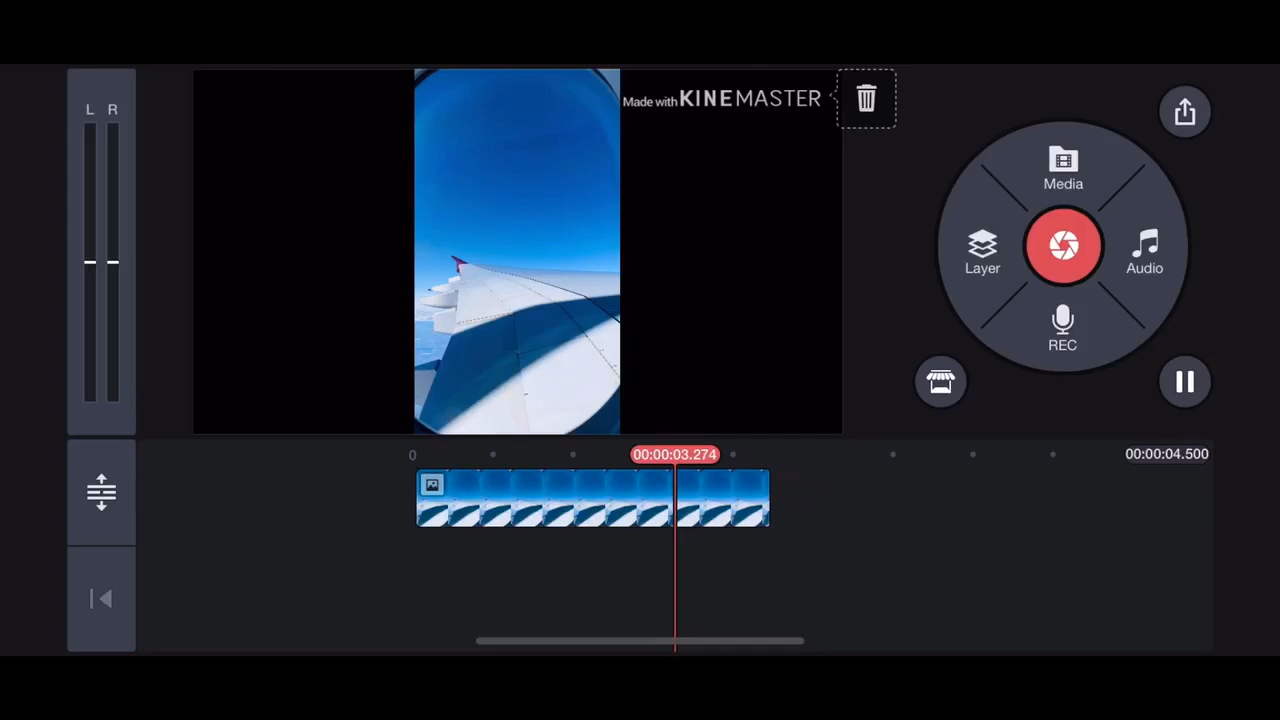 L R
Made with KINEMASTER
Media
Layer
Audio
REC
0
00:00:03.274
00:00:04.500